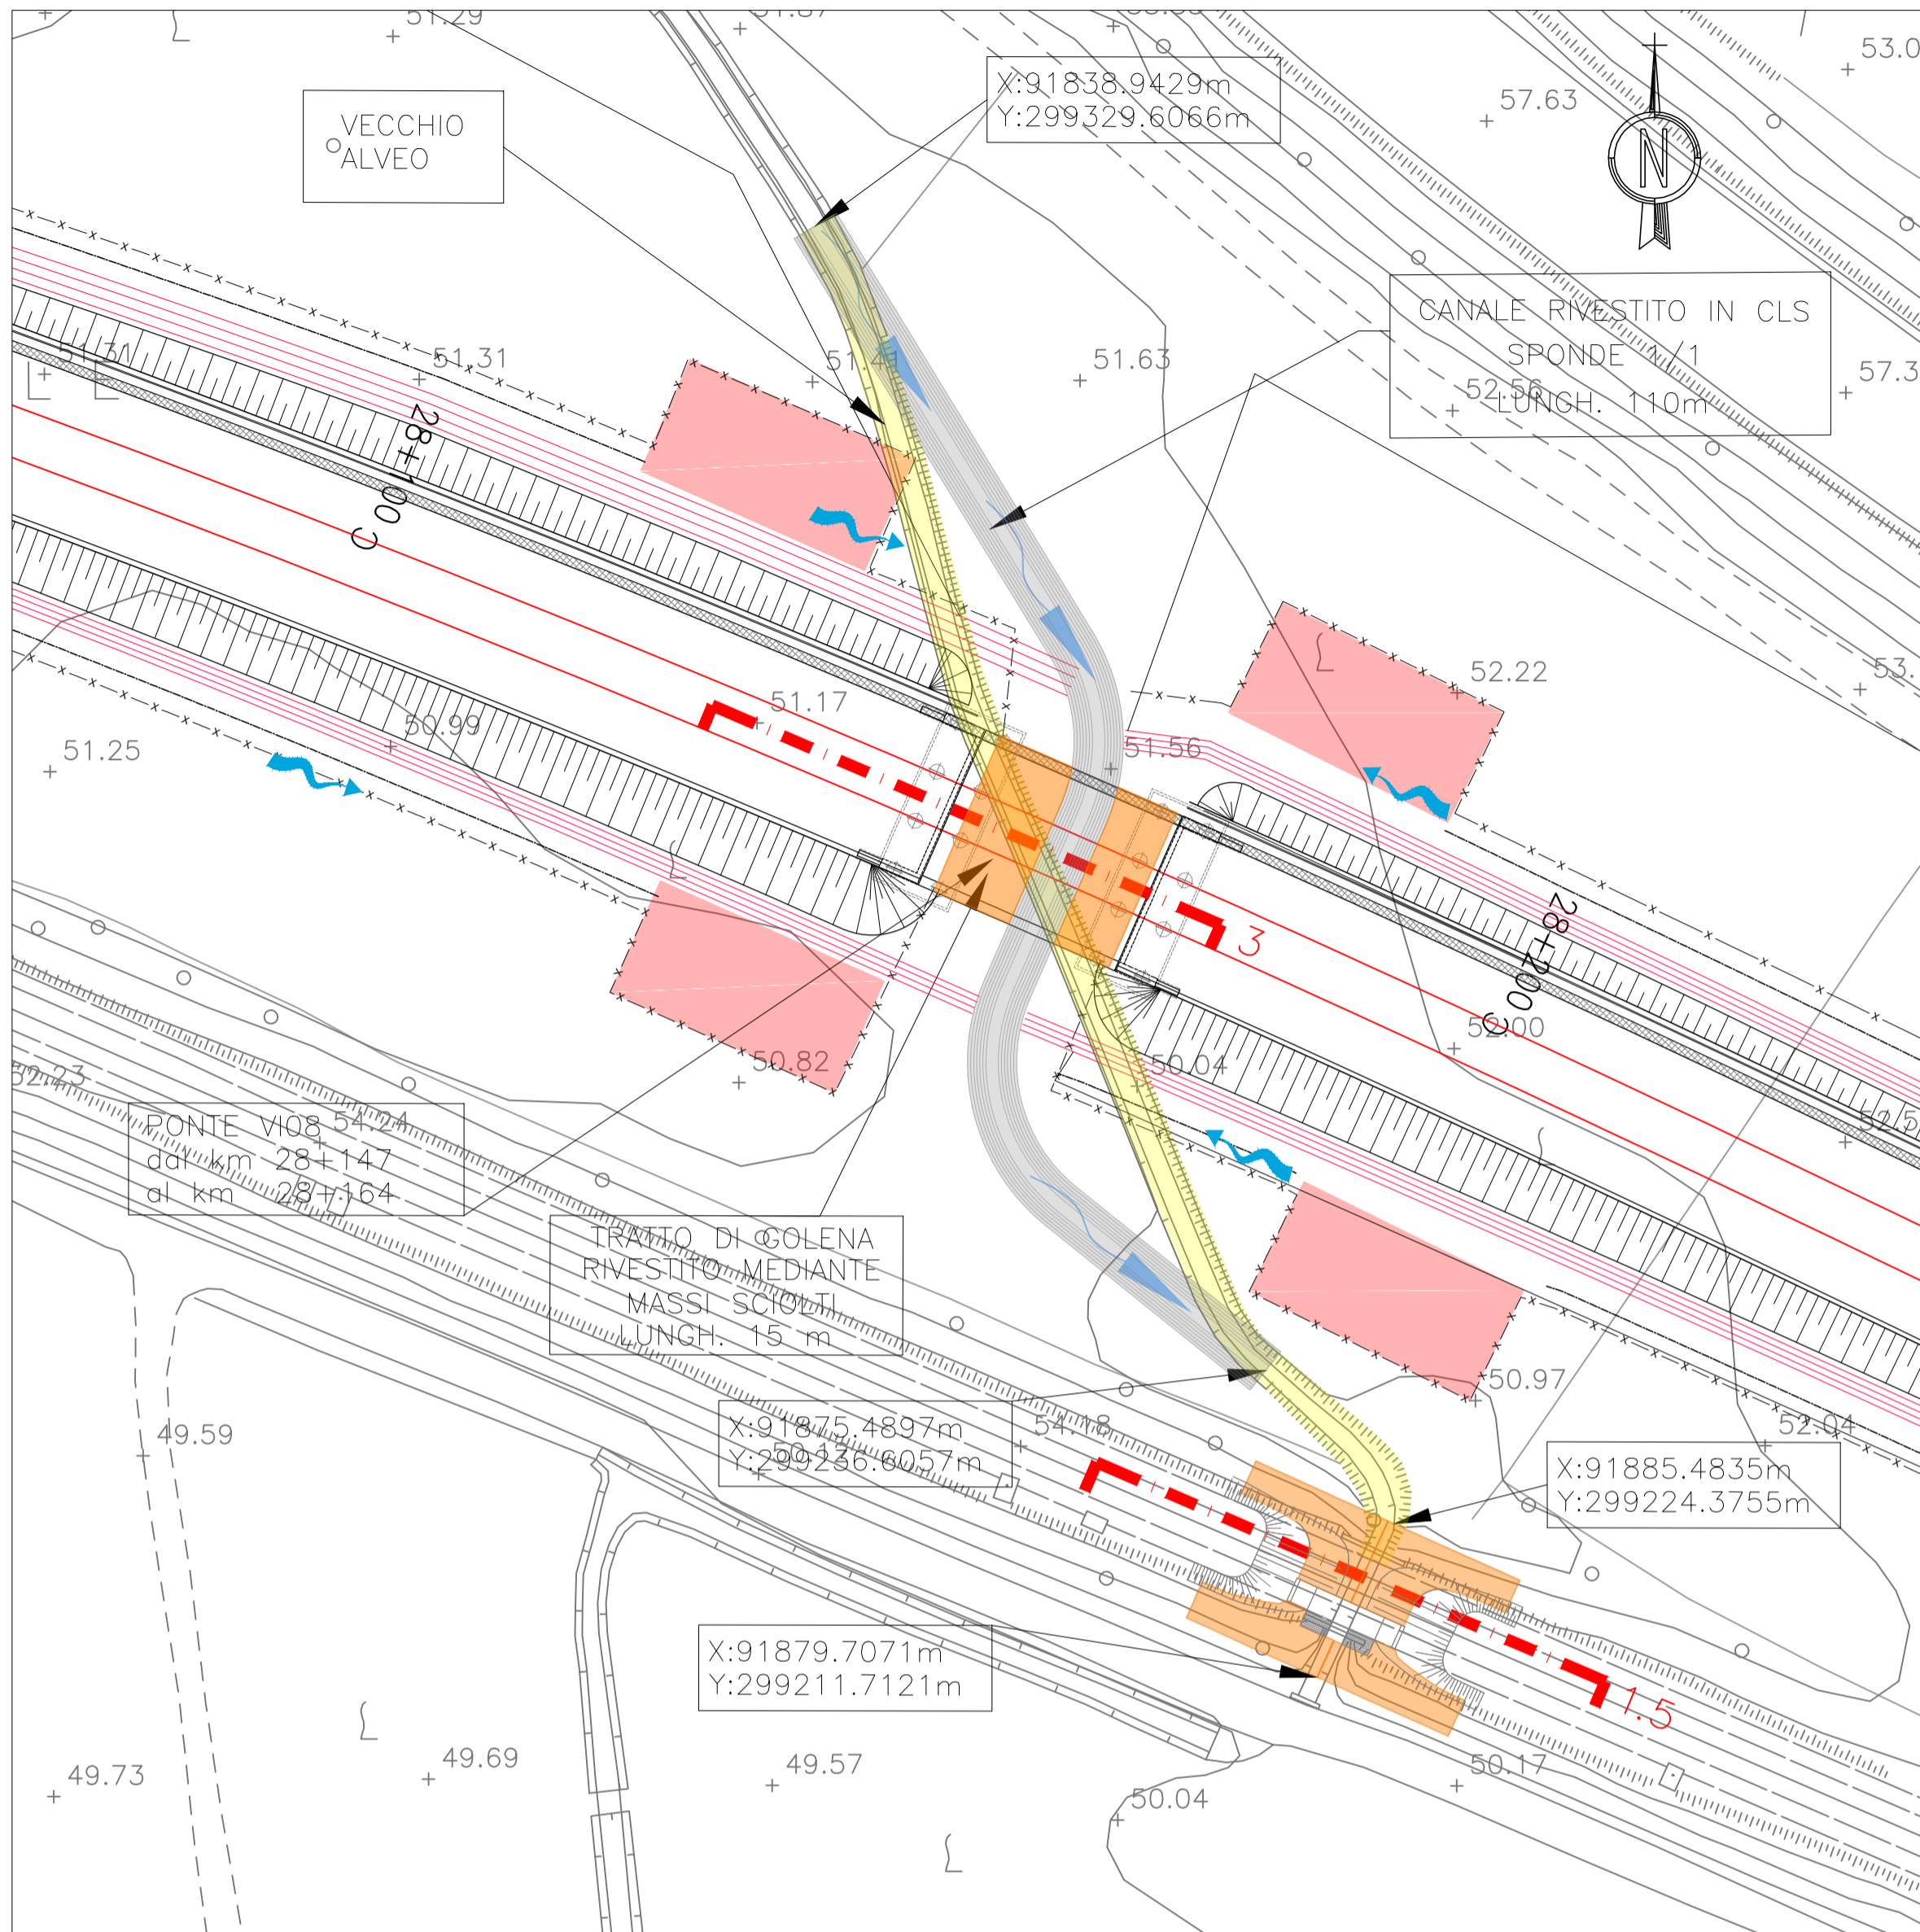 51.29
53.0
X:91838.9429m
Y:299329.6066m
57.63
VECCHIO
ALVEO
N
CANALE RIVESTITO IN CLS
SPONDE 1/1
LUNGH. 110m
52.56
57.3
51.31
51.31
51.41
51.63
28+100
C
52.22
53.
51.17
50.99
51.25
51.56
3
28+200
C
52.00
50.82
50.04
52.23
52.5
PONTE VI08
dal km 28+147
al km 28+164
54.24
TRATTO DI GOLENA
RIVESTITO MEDIANTE
MASSI SCIOLTI
LUNGH. 15 m
50.97
X:91875.4897m
Y:299236.6057m
54.18
52.04
49.59
X:91885.4835m
Y:299224.3755m
X:91879.7071m
Y:299211.7121m
1.5
49.73
49.69
49.57
50.04
50.17